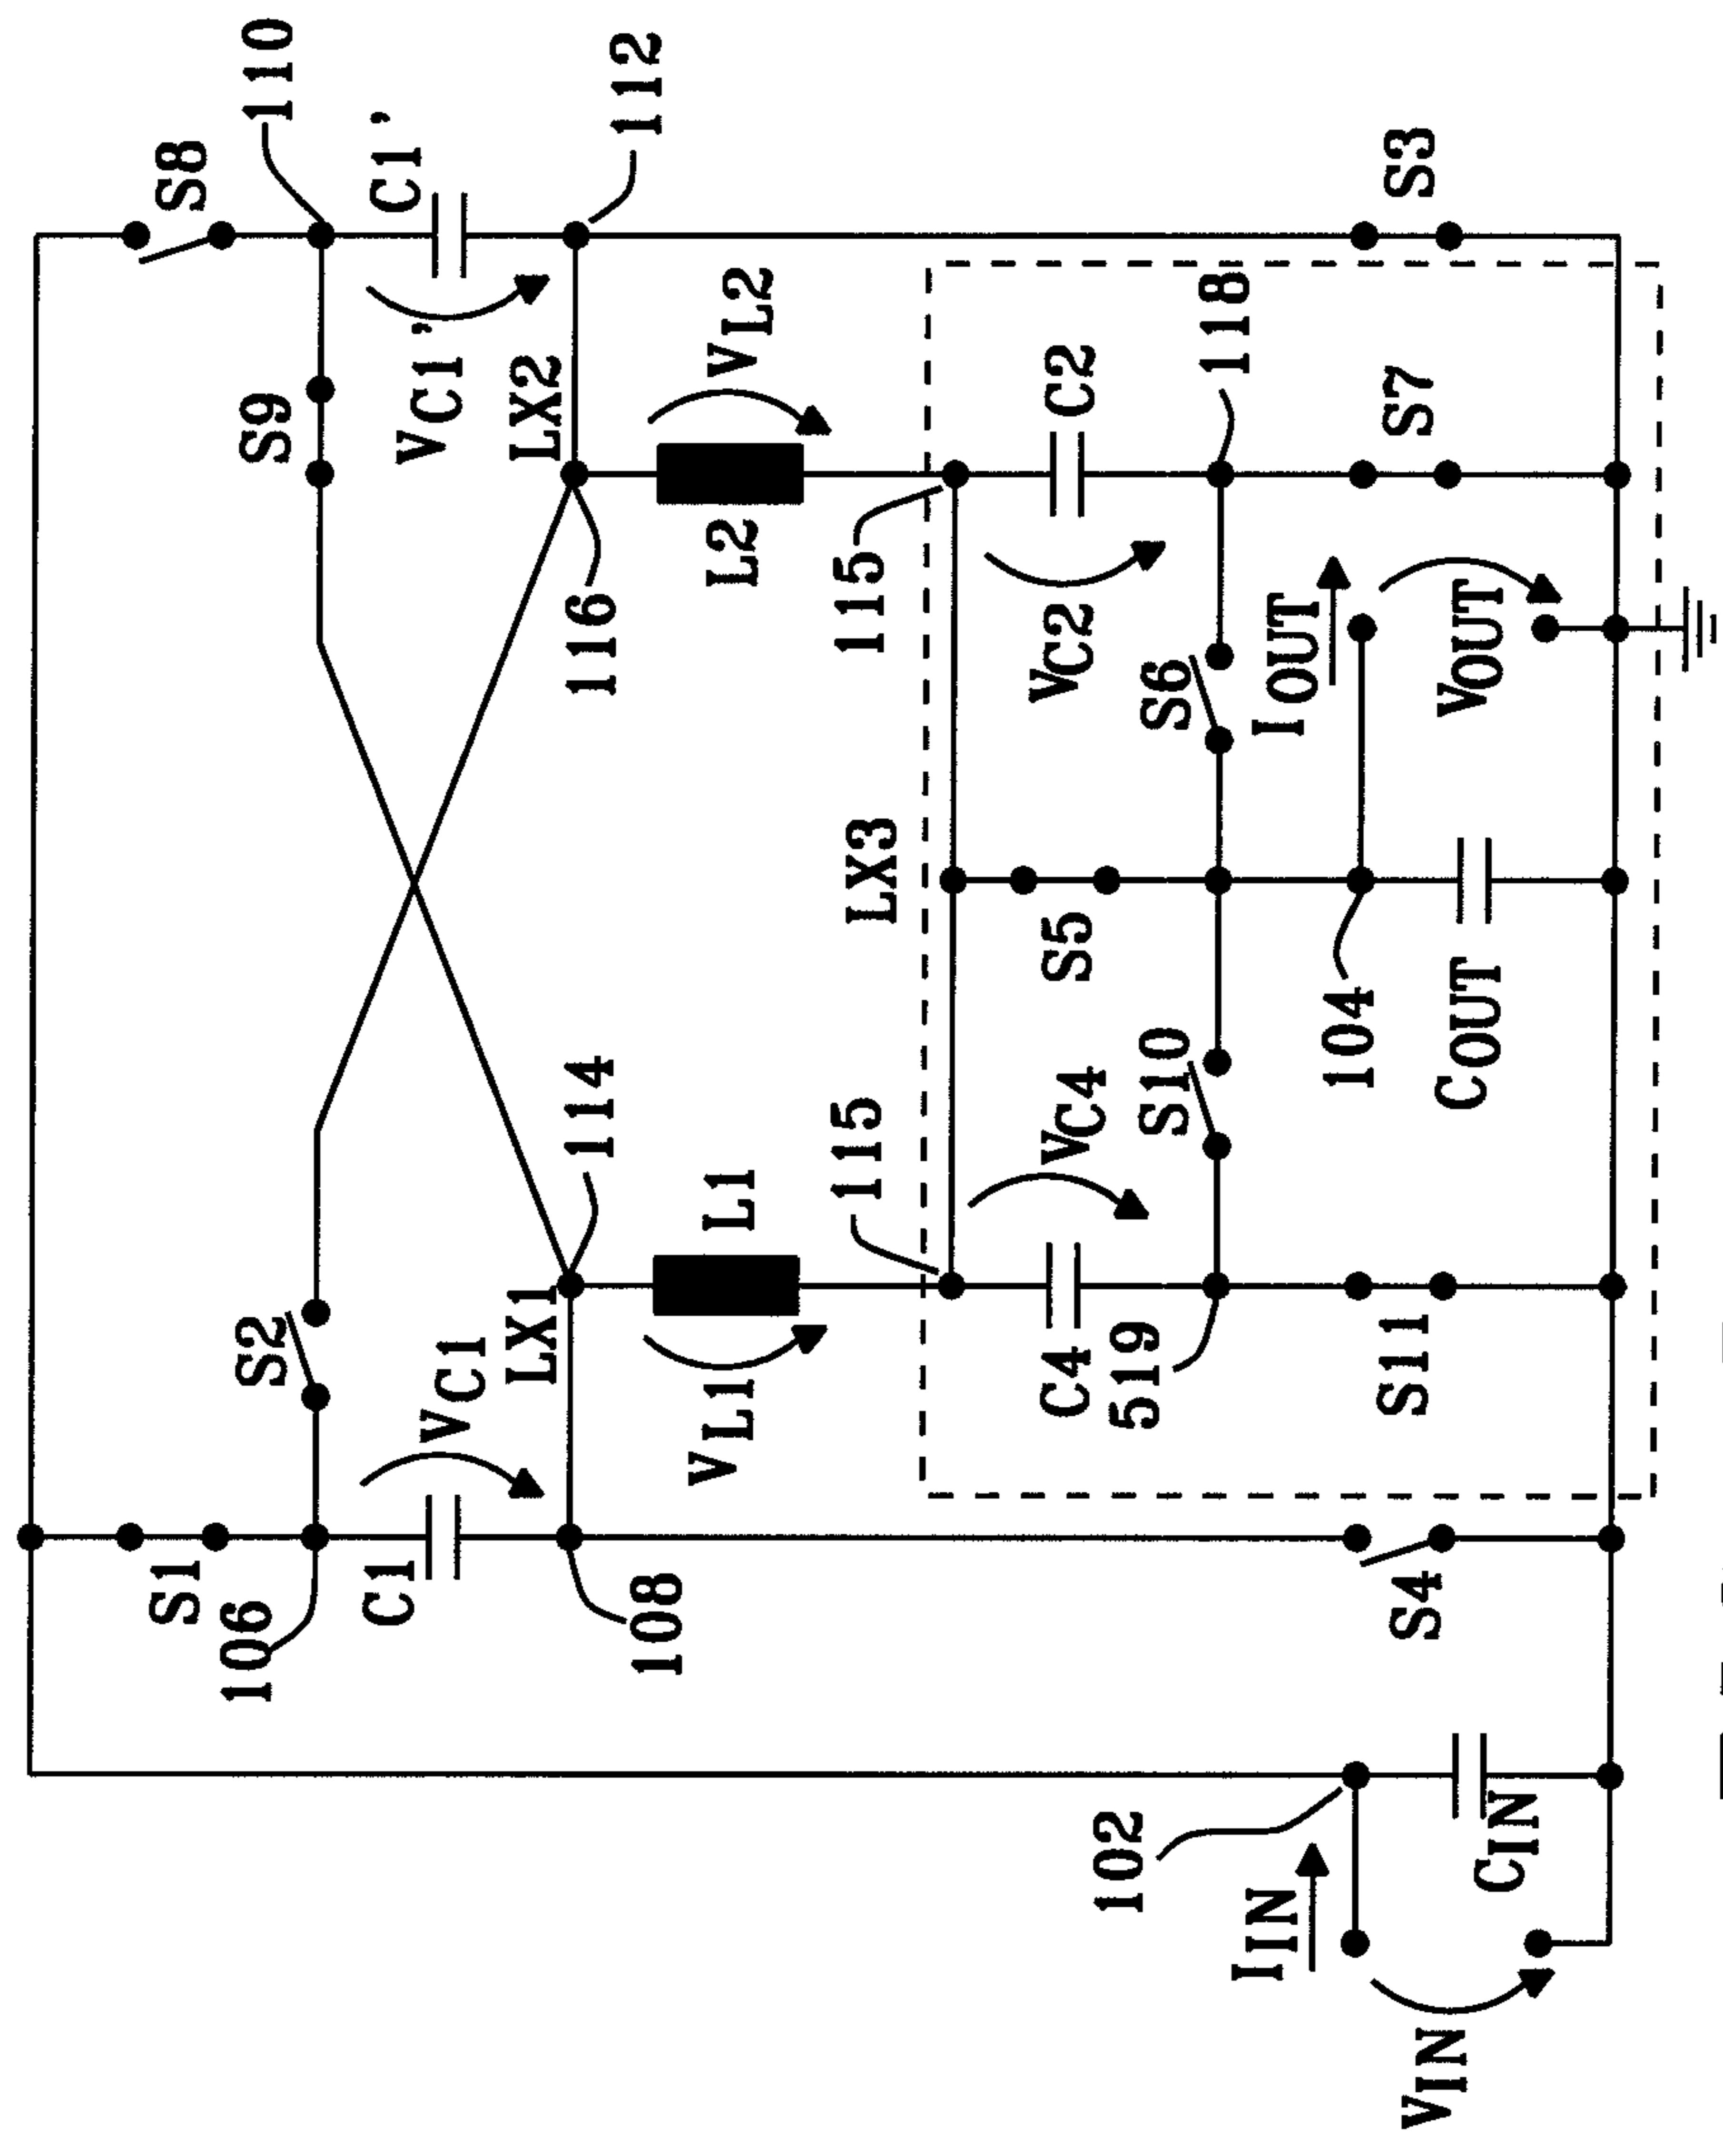 S1
S8
106
S2
S9
110
C1
VC1
VC1'
C1'
LX1
LX2
108
114
116
112
VL1
L1
L2
VL2
115
LX3
115
C4
VC4
S5
VC2
C2
102
519
S10
S6
118
IIN
IOUT
104
S4
S11
S7
S3
VIN
CIN
COUT
VOUT